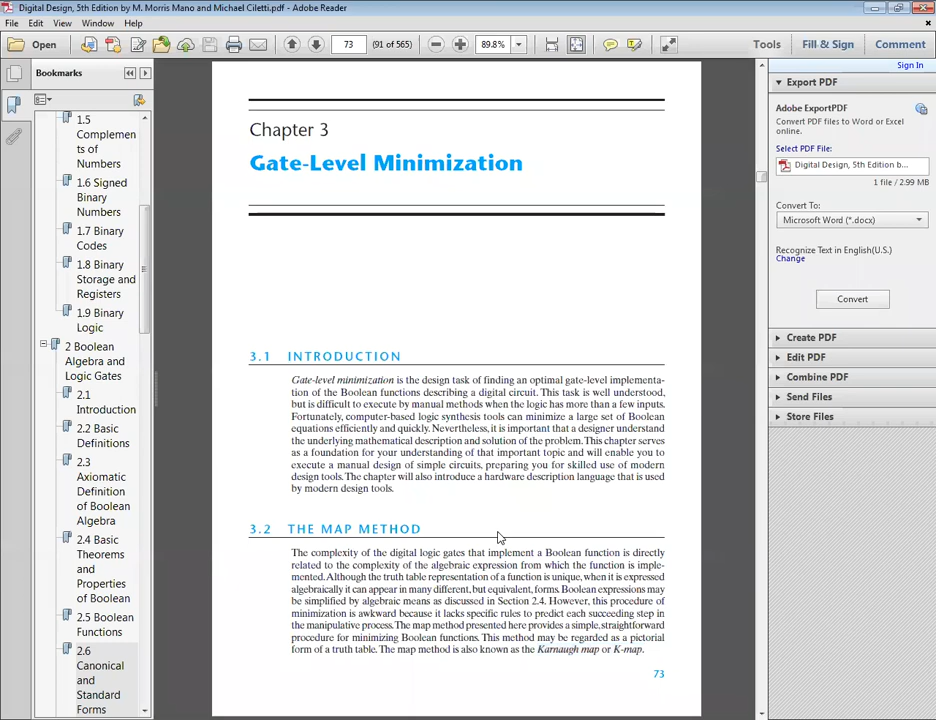 Digital Design, 5th Edition by M. Morris Mano and Michael Ciletti.pdf - Adobe Reader
File Edit View Window Help
Open 73 (91 of 565) 89.8% Tools Fill & Sign Comment
Bookmarks
1.5
Complemen
ts of
Numbers
1.6 Signed
Binary
Numbers
1.7 Binary
Codes
1.8 Binary
Storage and
Registers
1.9 Binary
Logic
2 Boolean
Algebra and
Logic Gates
2.1
Introduction
2.2 Basic
Definitions
2.3
Axiomatic
Definition
of Boolean
Algebra
2.4 Basic
Theorems
and
Properties
of Boolean
2.5 Boolean
Functions
2.6
Canonical
and
Standard
Forms
Chapter 3
Gate-Level Minimization
3.1 INTRODUCTION
Gate-level minimization is the design task of finding an optimal gate-level implementa-
tion of the Boolean functions describing a digital circuit. This task is well understood,
but is difficult to execute by manual methods when the logic has more than a few inputs.
Fortunately, computer-based logic synthesis tools can minimize a large set of Boolean
equations efficiently and quickly. Nevertheless, it is important that a designer understand
the underlying mathematical description and solution of the problem. This chapter serves
as a foundation for your understanding of that important topic and will enable you to
execute a manual design of simple circuits, preparing you for skilled use of modern
design tools. The chapter will also introduce a hardware description language that is used
by modern design tools.
3.2 THE MAP METHOD
The complexity of the digital logic gates that implement a Boolean function is directly
related to the complexity of the algebraic expression from which the function is imple-
mented. Although the truth table representation of a function is unique, when it is expressed
algebraically it can appear in many different, but equivalent, forms. Boolean expressions may
be simplified by algebraic means as discussed in Section 2.4. However, this procedure of
minimization is awkward because it lacks specific rules to predict each succeeding step in
the manipulative process. The map method presented here provides a simple, straightforward
procedure for minimizing Boolean functions. This method may be regarded as a pictorial
form of a truth table. The map method is also known as the Karnaugh map or K-map.
73
Sign In
Export PDF
Adobe ExportPDF
Convert PDF files to Word or Excel
online.
Select PDF File:
Digital Design, 5th Edition b...
1 file / 2.99 MB
Convert To:
Microsoft Word (*.docx)
Recognize Text in English(U.S.)
Change
Convert
Create PDF
Edit PDF
Combine PDF
Send Files
Store Files